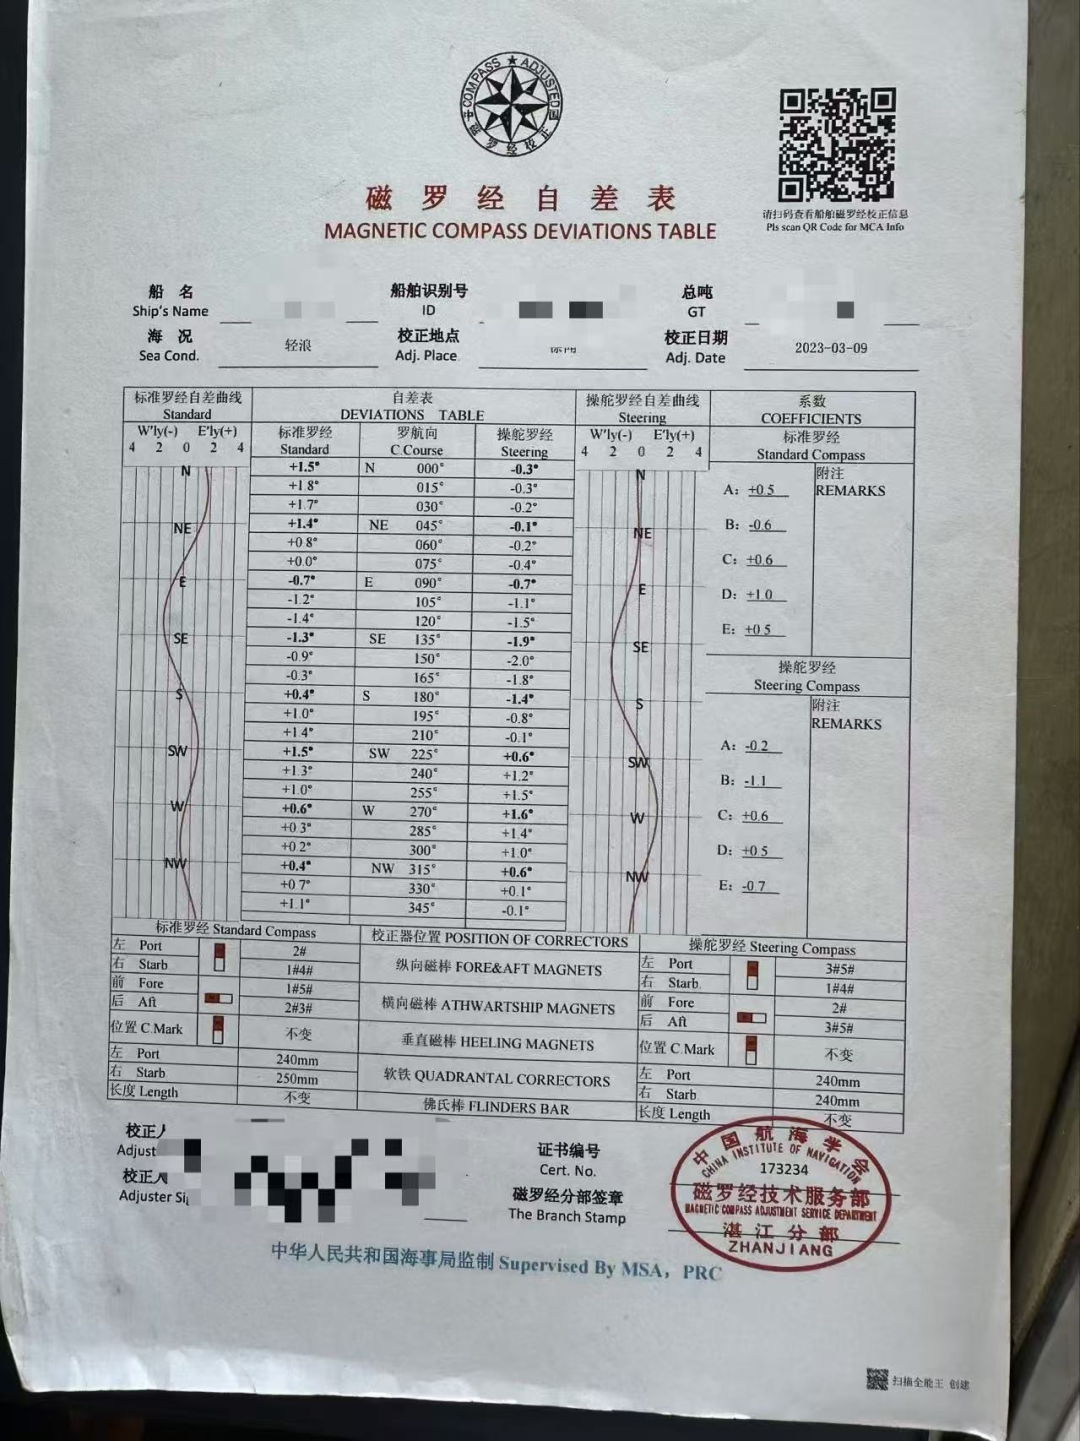 COMPASS ★ ADJUSTED
罗经校正
磁罗经自差表
MAGNETIC COMPASS DEVIATIONS TABLE
请扫码查看船舶磁罗经校正信息
Pls scan QR Code for MCA Info
船 名 船舶识别号 总吨
Ship's Name ID GT
海 况 轻浪 校正地点 校正日期 2023-03-09
Sea Cond. Adj. Place Adj. Date
标准罗经自差曲线 自差表 操舵罗经自差曲线 系数
Standard DEVIATIONS TABLE Steering COEFFICIENTS
W'ly(-) E'ly(+) 标准罗经 罗航向 操舵罗经 W'ly(-) E'ly(+) 标准罗经
4 2 0 2 4 Standard C.Course Steering 4 2 0 2 4 Standard Compass
N +1.5° N 000° -0.3° N 附注
+1.8° 015° -0.3° A: +0.5 REMARKS
+1.7° 030° -0.2°
NE +1.4° NE 045° -0.1° NE B: -0.6
+0.8° 060° -0.2°
+0.0° 075° -0.4° C: +0.6
E -0.7° E 090° -0.7° E
-1.2° 105° -1.1° D: +1.0
-1.4° 120° -1.5°
SE -1.3° SE 135° -1.9° SE E: +0.5
-0.9° 150° -2.0° 操舵罗经
-0.3° 165° -1.8° Steering Compass
S +0.4° S 180° -1.4° S 附注
+1.0° 195° -0.8° REMARKS
+1.4° 210° -0.1°
SW +1.5° SW 225° +0.6° SW A: -0.2
+1.3° 240° +1.2°
+1.0° 255° +1.5° B: -1.1
W +0.6° W 270° +1.6° W C: +0.6
+0.3° 285° +1.4°
+0.2° 300° +1.0° D: +0.5
NW +0.4° NW 315° +0.6° NW
+0.7° 330° +0.1° E: -0.7
+1.1° 345° -0.1°
标准罗经 Standard Compass 校正器位置 POSITION OF CORRECTORS 操舵罗经 Steering Compass
左 Port 2# 纵向磁棒 FORE&AFT MAGNETS 左 Port 3#5#
右 Starb 1#4# 右 Starb 1#4#
前 Fore 1#5# 横向磁棒 ATHWARTSHIP MAGNETS 前 Fore 2#
后 Aft 2#3# 后 Aft 3#5#
位置 C.Mark 不变 垂直磁棒 HEELING MAGNETS 位置 C.Mark 不变
左 Port 240mm 软铁 QUADRANTAL CORRECTORS 左 Port 240mm
右 Starb 250mm 右 Starb 240mm
长度 Length 不变 佛氏棒 FLINDERS BAR 长度 Length 不变
校正人 证书编号
Adjust Cert. No. 173234
校正人 磁罗经分部签章
Adjuster Si The Branch Stamp
中国航海学会
CHINA INSTITUTE OF NAVIGATION
磁罗经技术服务部
MAGNETIC COMPASS ADJUSTMENT SERVICE DEPARTMENT
湛江分部
ZHANJIANG
中华人民共和国海事局监制 Supervised By MSA, PRC
扫描全能王 创建